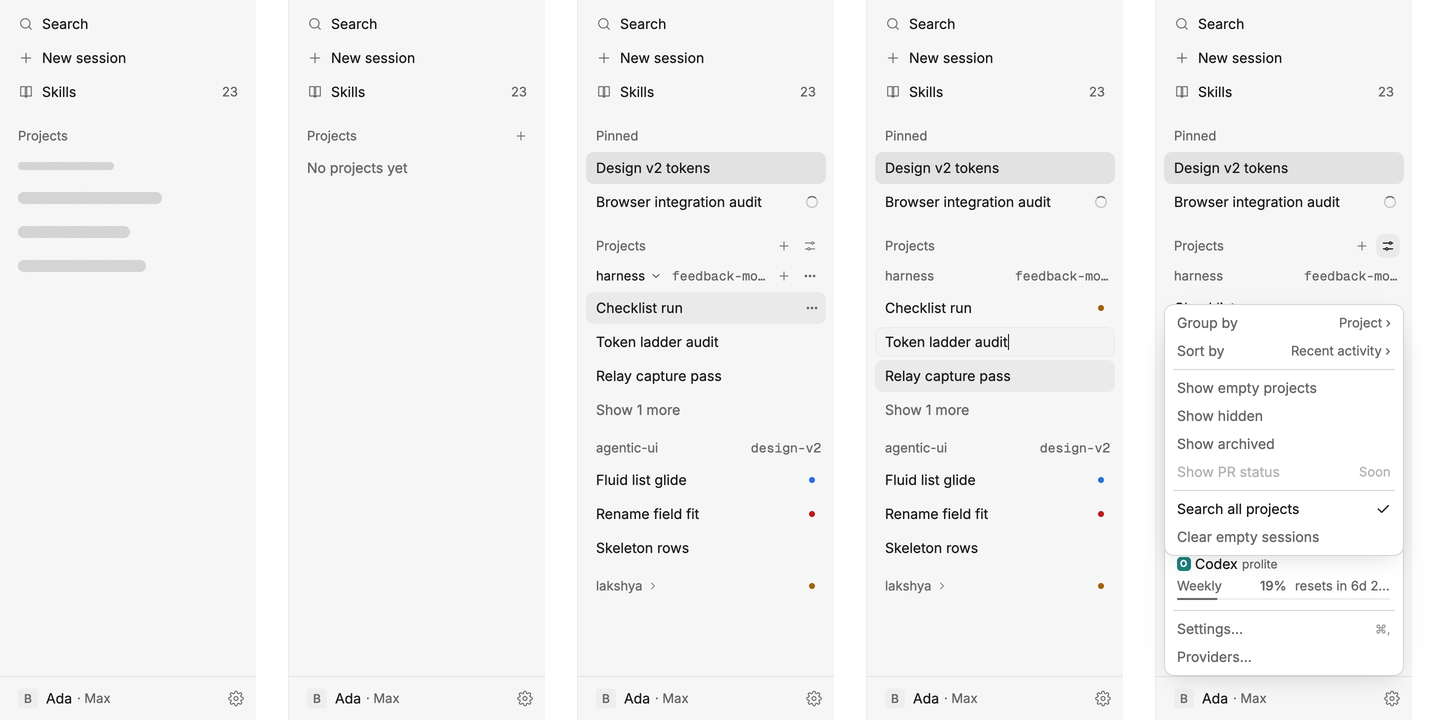 Search
New session
Skills 23
Projects
Search
New session
Skills 23
Projects
No projects yet
Search
New session
Skills 23
Pinned
Design v2 tokens
Browser integration audit
Projects
harness feedback-mo…
Checklist run
Token ladder audit
Relay capture pass
Show 1 more
agentic-ui design-v2
Fluid list glide
Rename field fit
Skeleton rows
lakshya
Search
New session
Skills 23
Pinned
Design v2 tokens
Browser integration audit
Projects
harness feedback-mo…
Checklist run
Token ladder audit
Relay capture pass
Show 1 more
agentic-ui design-v2
Fluid list glide
Rename field fit
Skeleton rows
lakshya
Search
New session
Skills 23
Pinned
Design v2 tokens
Browser integration audit
Projects
harness feedback-mo…
Group by Project ›
Sort by Recent activity ›
Show empty projects
Show hidden
Show archived
Show PR status Soon
Search all projects
Clear empty sessions
O Codex prolite
Weekly 19% resets in 6d 2…
Settings… ⌘,
Providers…
B Ada · Max
B Ada · Max
B Ada · Max
B Ada · Max
B Ada · Max